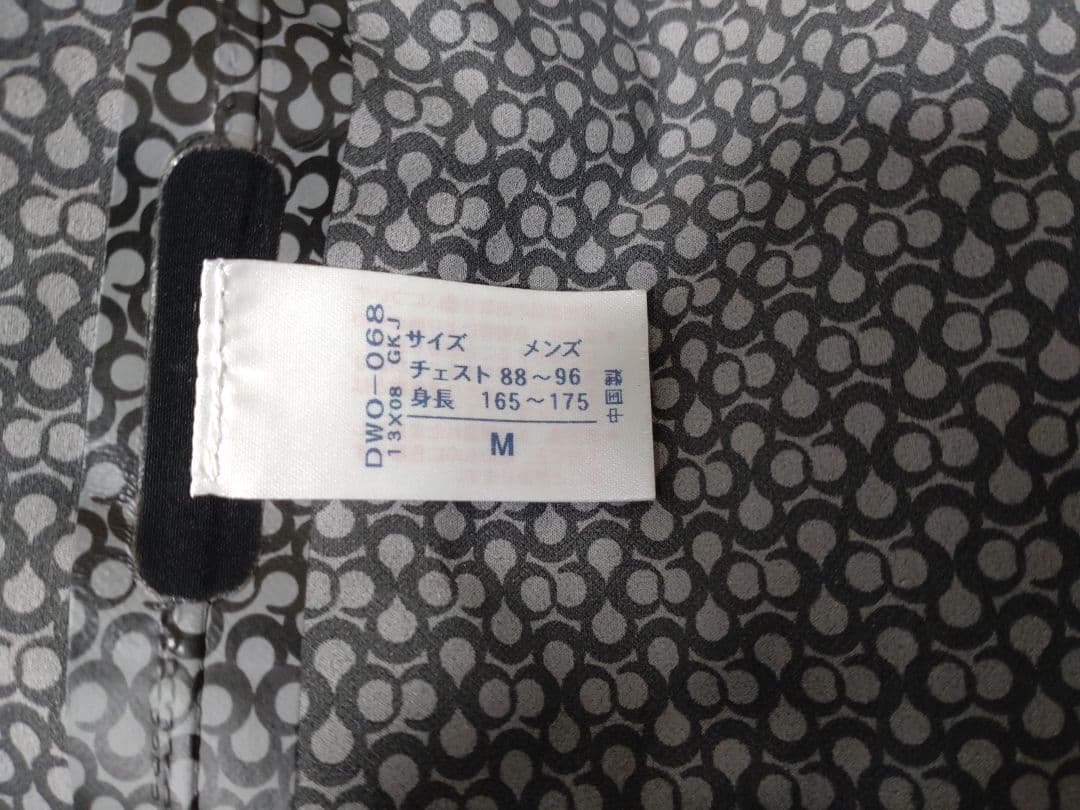 DWO-068
13X08 GKJ
サイズ メンズ
チェスト 88～96
身長 165～175
M
中国製